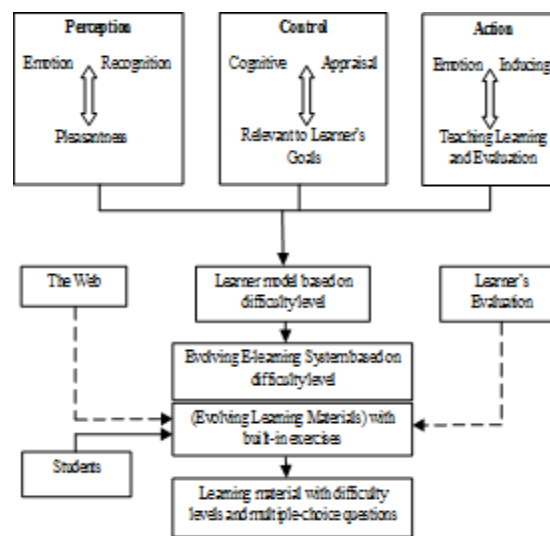 Perception
Emotion Recognition
Pleasantness
Control
Cognitive Appraisal
Relevant to Learner's
Goals
Action
Emotion Inducing
Teaching Learning
and Evaluation
The Web
Learner model based on
difficulty level
Learner's
Evaluation
Evolving E-learning System based on
difficulty level
(Evolving Learning Materials) with
built-in exercises
Students
Learning material with difficulty
levels and multiple-choice questions